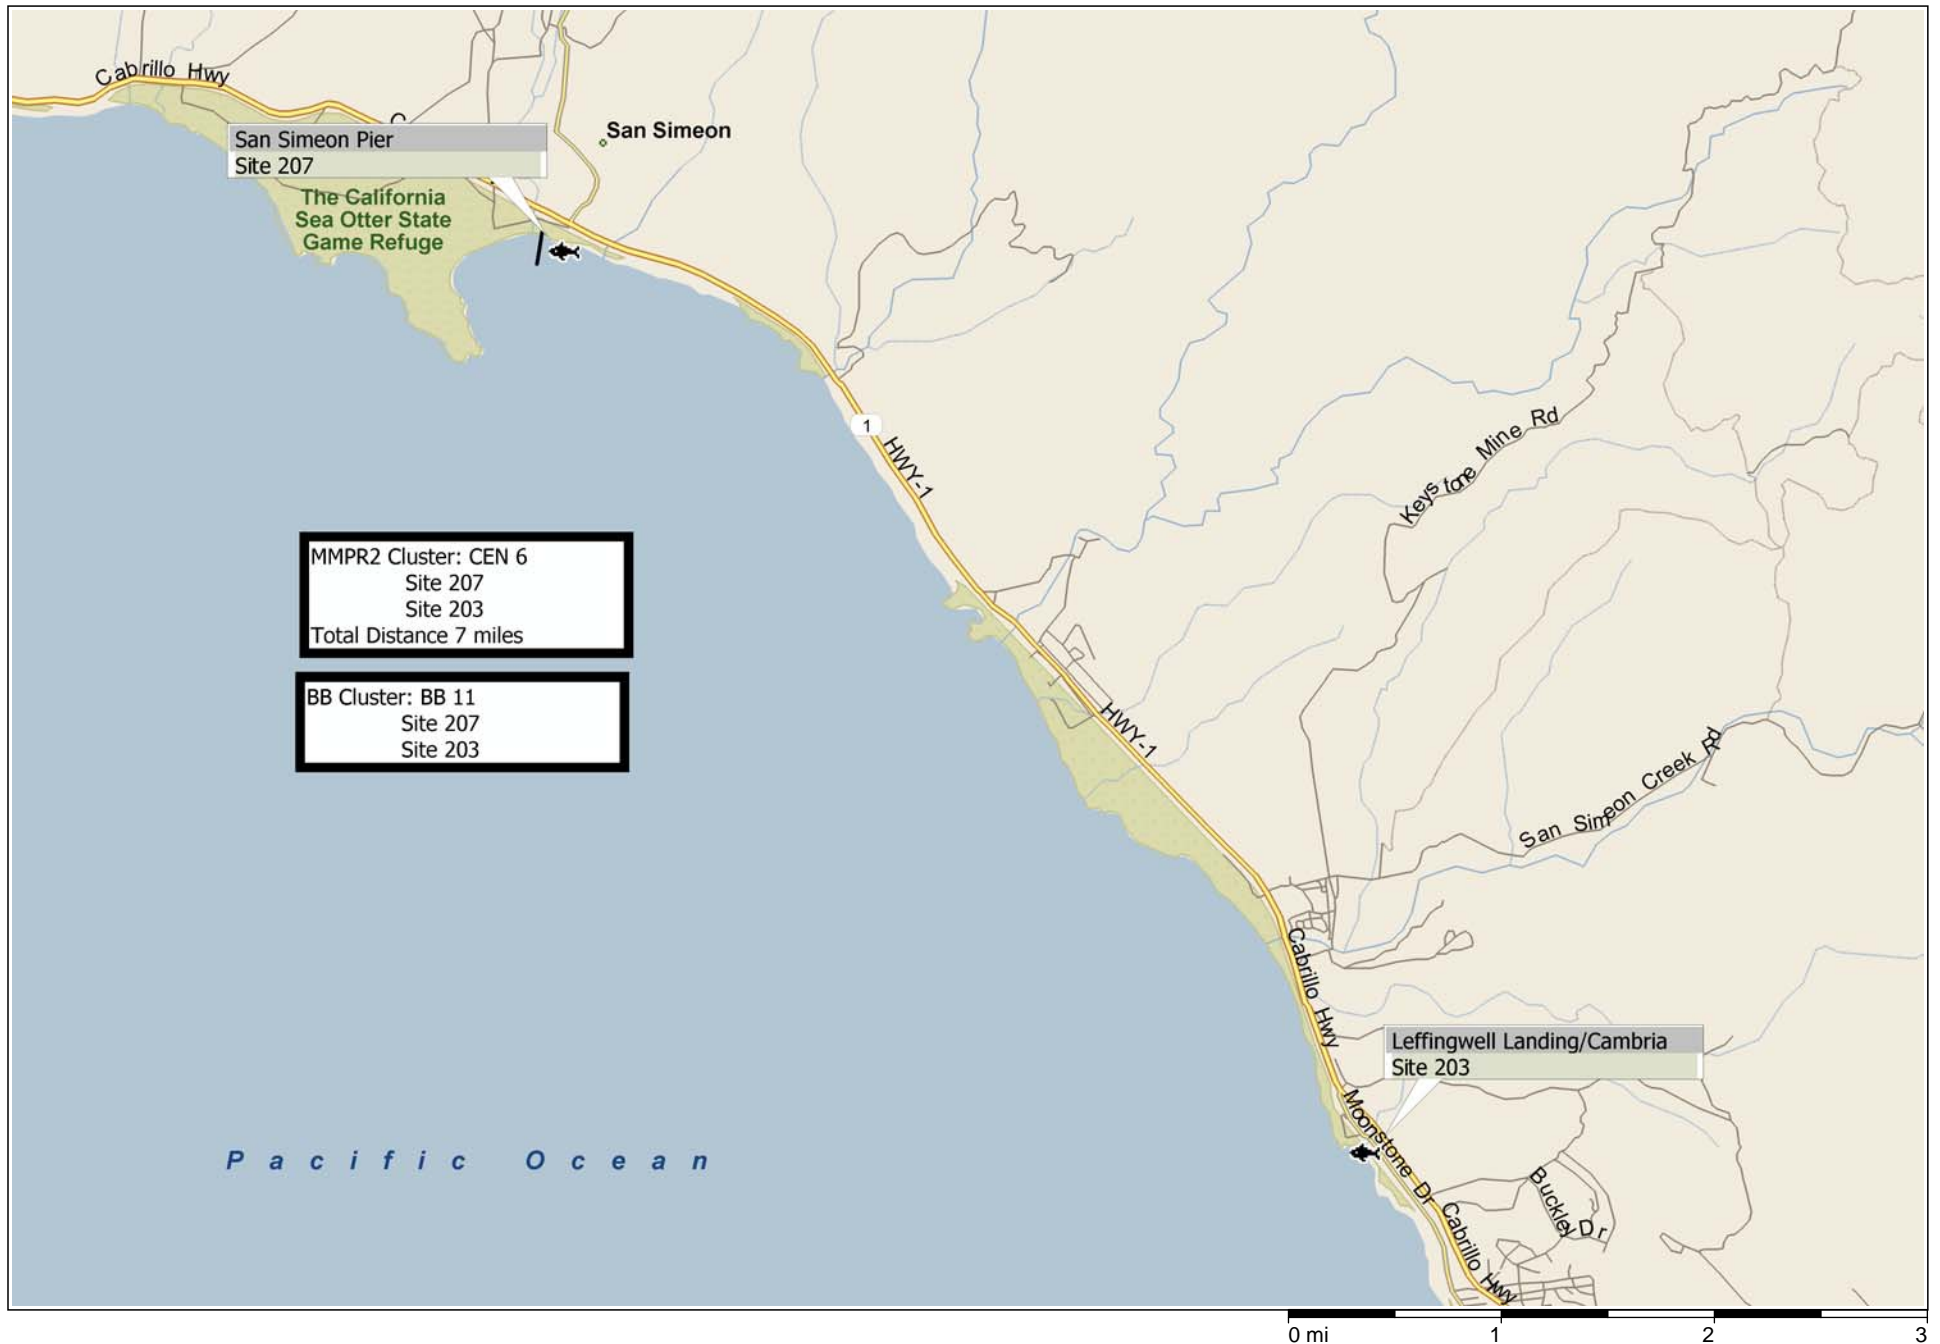 Cabrillo Hwy
C
San Simeon Pier
Site 207
San Simeon
The California
Sea Otter State
Game Refuge
1
HWY-1
Keystone Mine Rd
MMPR2 Cluster: CEN 6
Site 207
Site 203
Total Distance 7 miles
BB Cluster: BB 11
Site 207
Site 203
HWY-1
San Simeon Creek Rd
Cabrillo Hwy
Leffingwell Landing/Cambria
Site 203
Moonstone Dr
Pacific Ocean
Buckley Dr
Cabrillo Hwy
0 mi 1 2 3